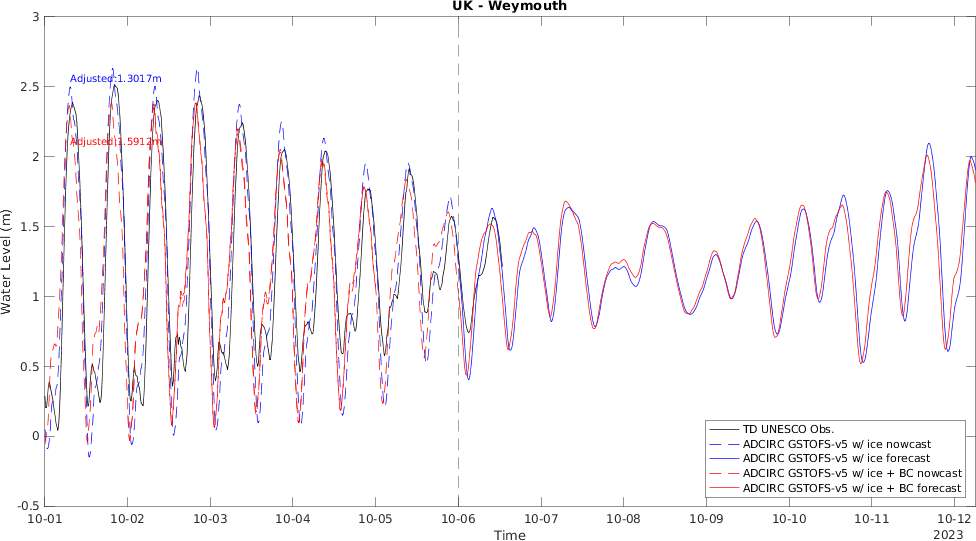 UK - Weymouth
3
2.5
2
1.5
1
0.5
0
-0.5
Water Level (m)
Adjusted:1.3017m
Adjusted:1.5912m
TD UNESCO Obs.
ADCIRC GSTOFS-v5 w/ ice nowcast
ADCIRC GSTOFS-v5 w/ ice forecast
ADCIRC GSTOFS-v5 w/ ice + BC nowcast
ADCIRC GSTOFS-v5 w/ ice + BC forecast
10-01 10-02 10-03 10-04 10-05 10-06 10-07 10-08 10-09 10-10 10-11 10-12
Time
2023